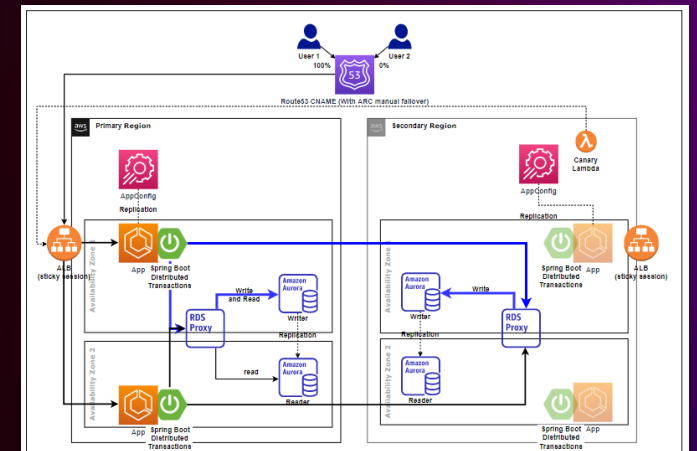 User 1
User 2
100%
0%
53
Route53 CNAME (With ARC manual failover)
aws
Primary Region
aws
Secondary Region
Canary
Lambda
AppConfig
AppConfig
Replication
Replication
Availability Zone
ALB
(sticky session)
App
Spring Boot
Distributed
Transactions
Write
and Read
RDS
Proxy
Amazon
Aurora
Writer
Replication
Amazon
Aurora
Writer
Replication
Write
RDS
Proxy
Availability Zone
Spring Boot
Distributed
Transactions
App
ALB
(sticky session)
Availability Zone 2
App
Spring Boot
Distributed
Transactions
read
Amazon
Aurora
Reader
Amazon
Aurora
Reader
Availability Zone 2
Spring Boot
Distributed
Transactions
App